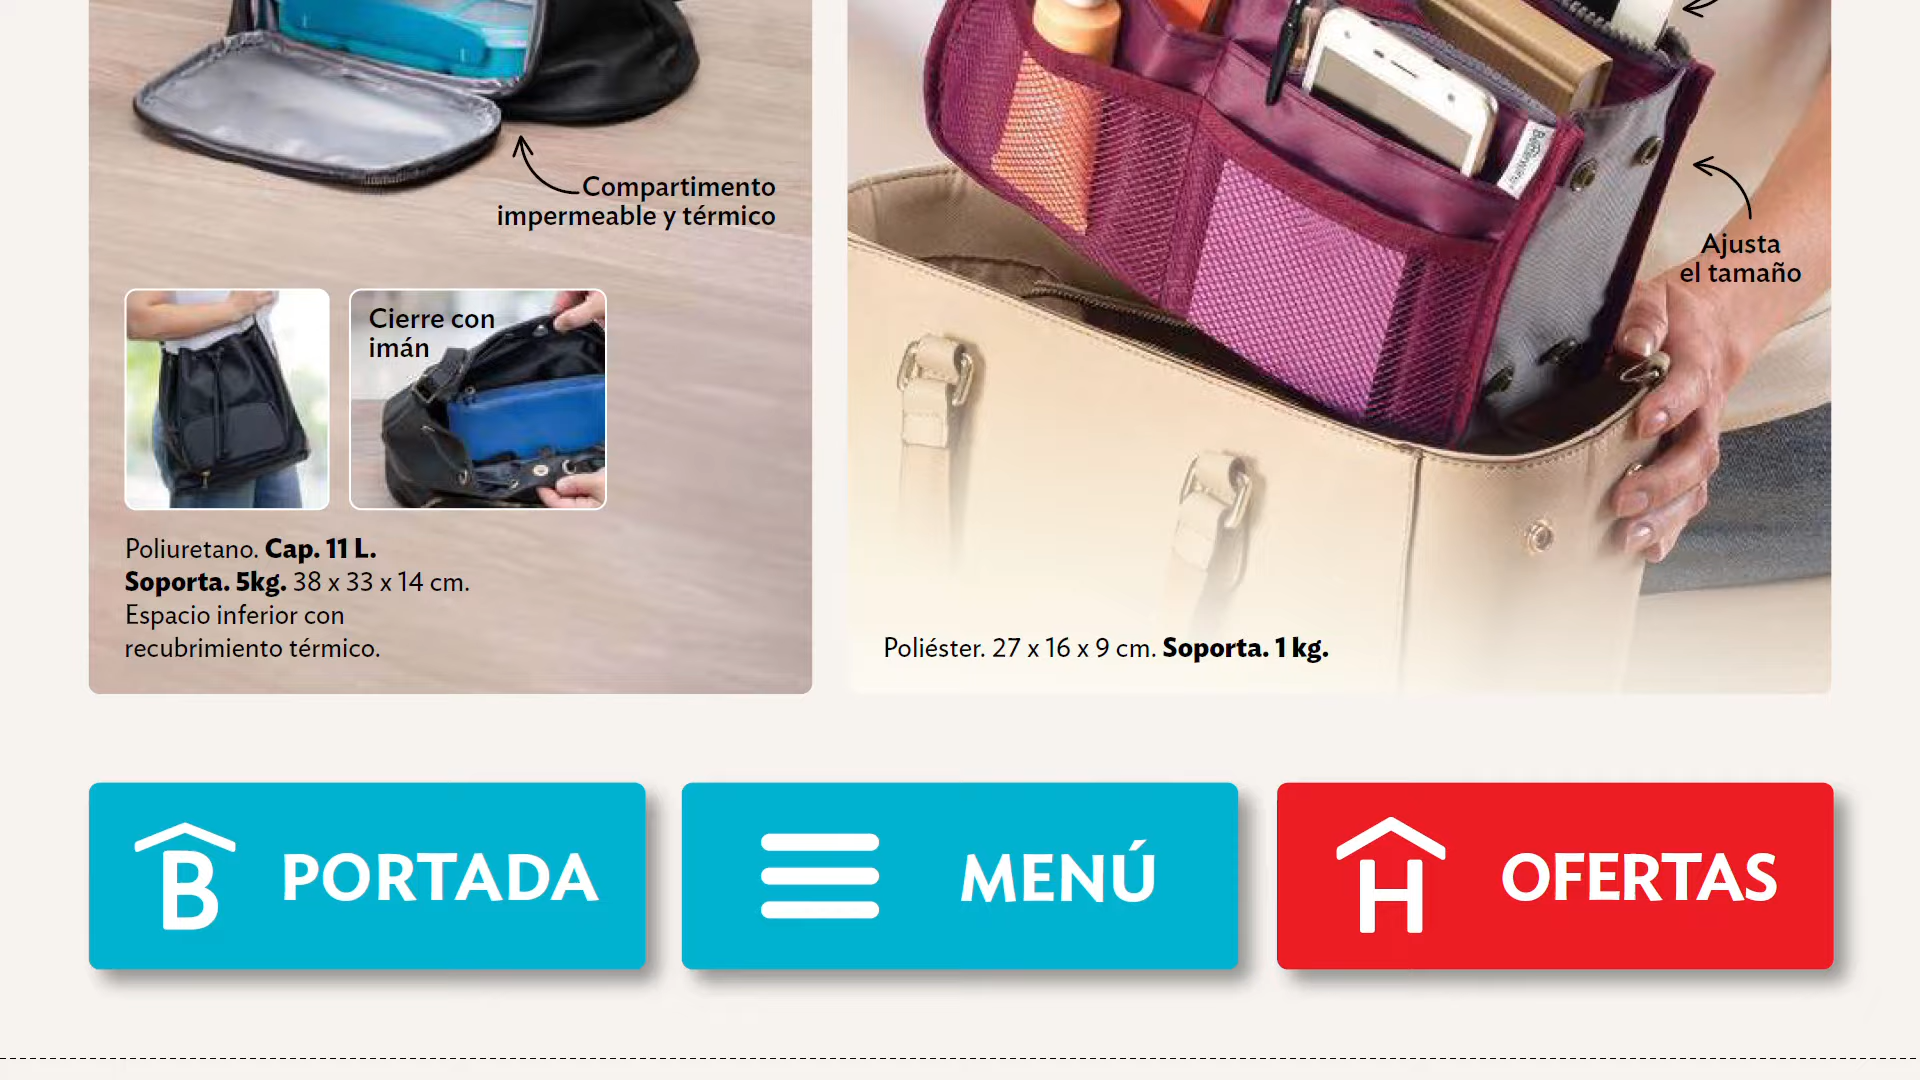 Compartimento
impermeable y térmico
Cierre con
imán
Poliuretano. Cap. 11 L.
Soporta. 5kg. 38 x 33 x 14 cm.
Espacio inferior con
recubrimiento térmico.
Ajusta
el tamaño
Poliéster. 27 x 16 x 9 cm. Soporta. 1 kg.
B PORTADA
MENÚ
H OFERTAS